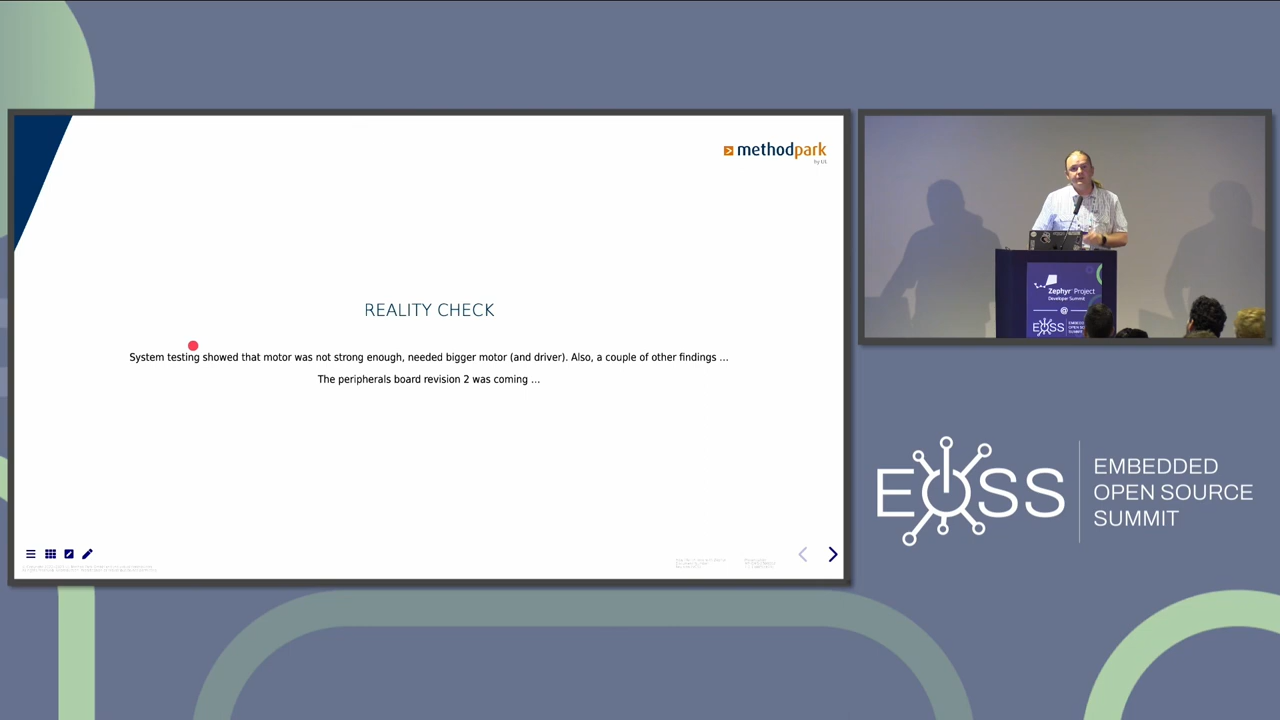 methodpark
by UL
REALITY CHECK
System testing showed that motor was not strong enough, needed bigger motor (and driver). Also, a couple of other findings ...
The peripherals board revision 2 was coming ...
Zephyr Project
Developer Summit
@
EOSS
EOSS
EMBEDDED
OPEN SOURCE
SUMMIT